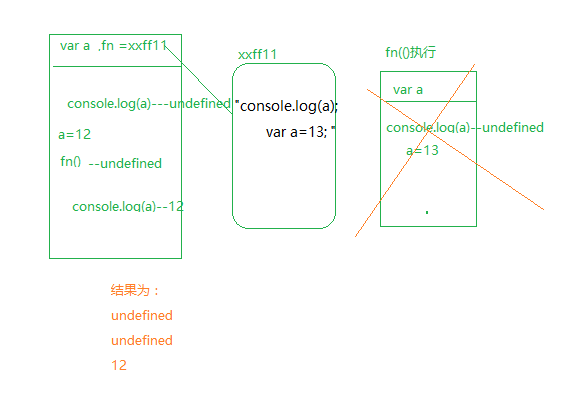 var a ,fn =xxff11
console.log(a)---undefined
a=12
fn() --undefined
console.log(a)--12
xxff11
"console.log(a);
var a=13; "
fn(()执行
var a
console.log(a)--undefined
a=13
结果为：
undefined
undefined
12